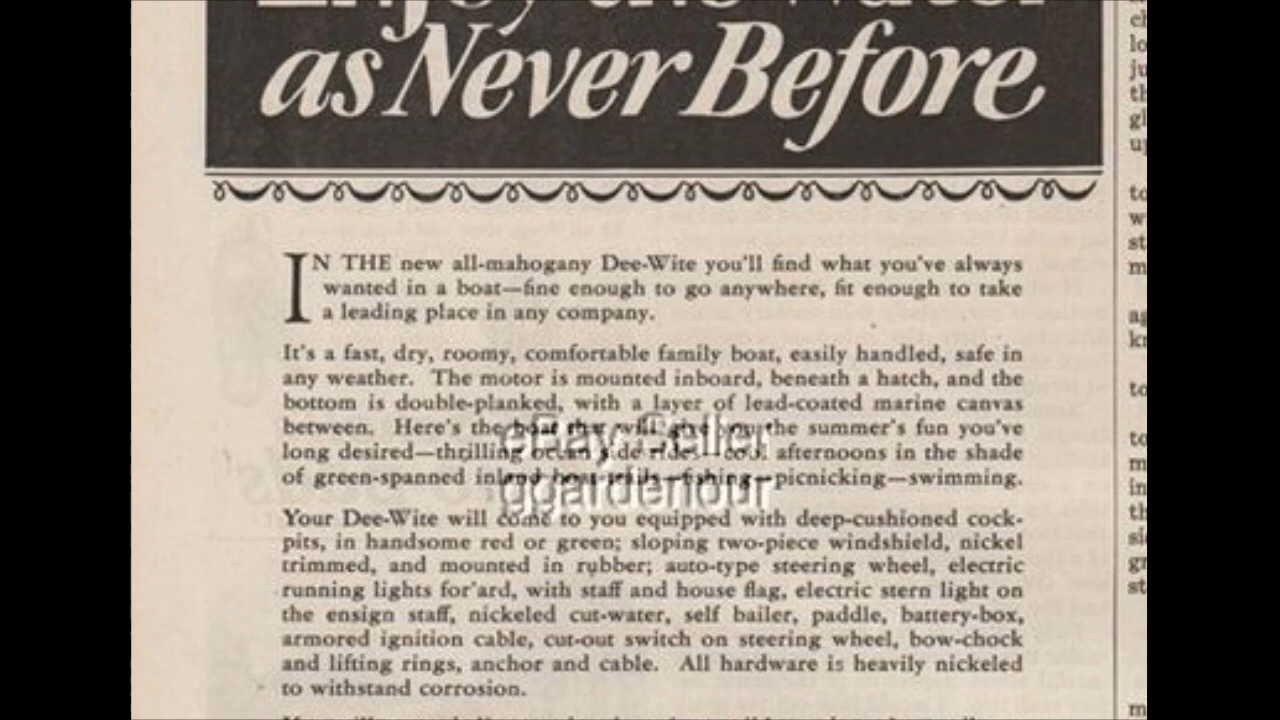 Enjoy the Water
as Never Before
IN THE new all-mahogany Dee-Wite you'll find what you've always
wanted in a boat—fine enough to go anywhere, fit enough to take
a leading place in any company.
It's a fast, dry, roomy, comfortable family boat, easily handled, safe in
any weather. The motor is mounted inboard, beneath a hatch, and the
bottom is double-planked, with a layer of lead-coated marine canvas
between. Here's the boat that will give you the summer's fun you've
long desired—thrilling ocean side rides—cool afternoons in the shade
of green-spanned inland boat trails—fishing—picnicking—swimming.
eBay Seller
ggardenour
Your Dee-Wite will come to you equipped with deep-cushioned cock-
pits, in handsome red or green; sloping two-piece windshield, nickel
trimmed, and mounted in rubber; auto-type steering wheel, electric
running lights for'ard, with staff and house flag, electric stern light on
the ensign staff, nickeled cut-water, self bailer, paddle, battery-box,
armored ignition cable, cut-out switch on steering wheel, bow-chock
and lifting rings, anchor and cable. All hardware is heavily nickeled
to withstand corrosion.